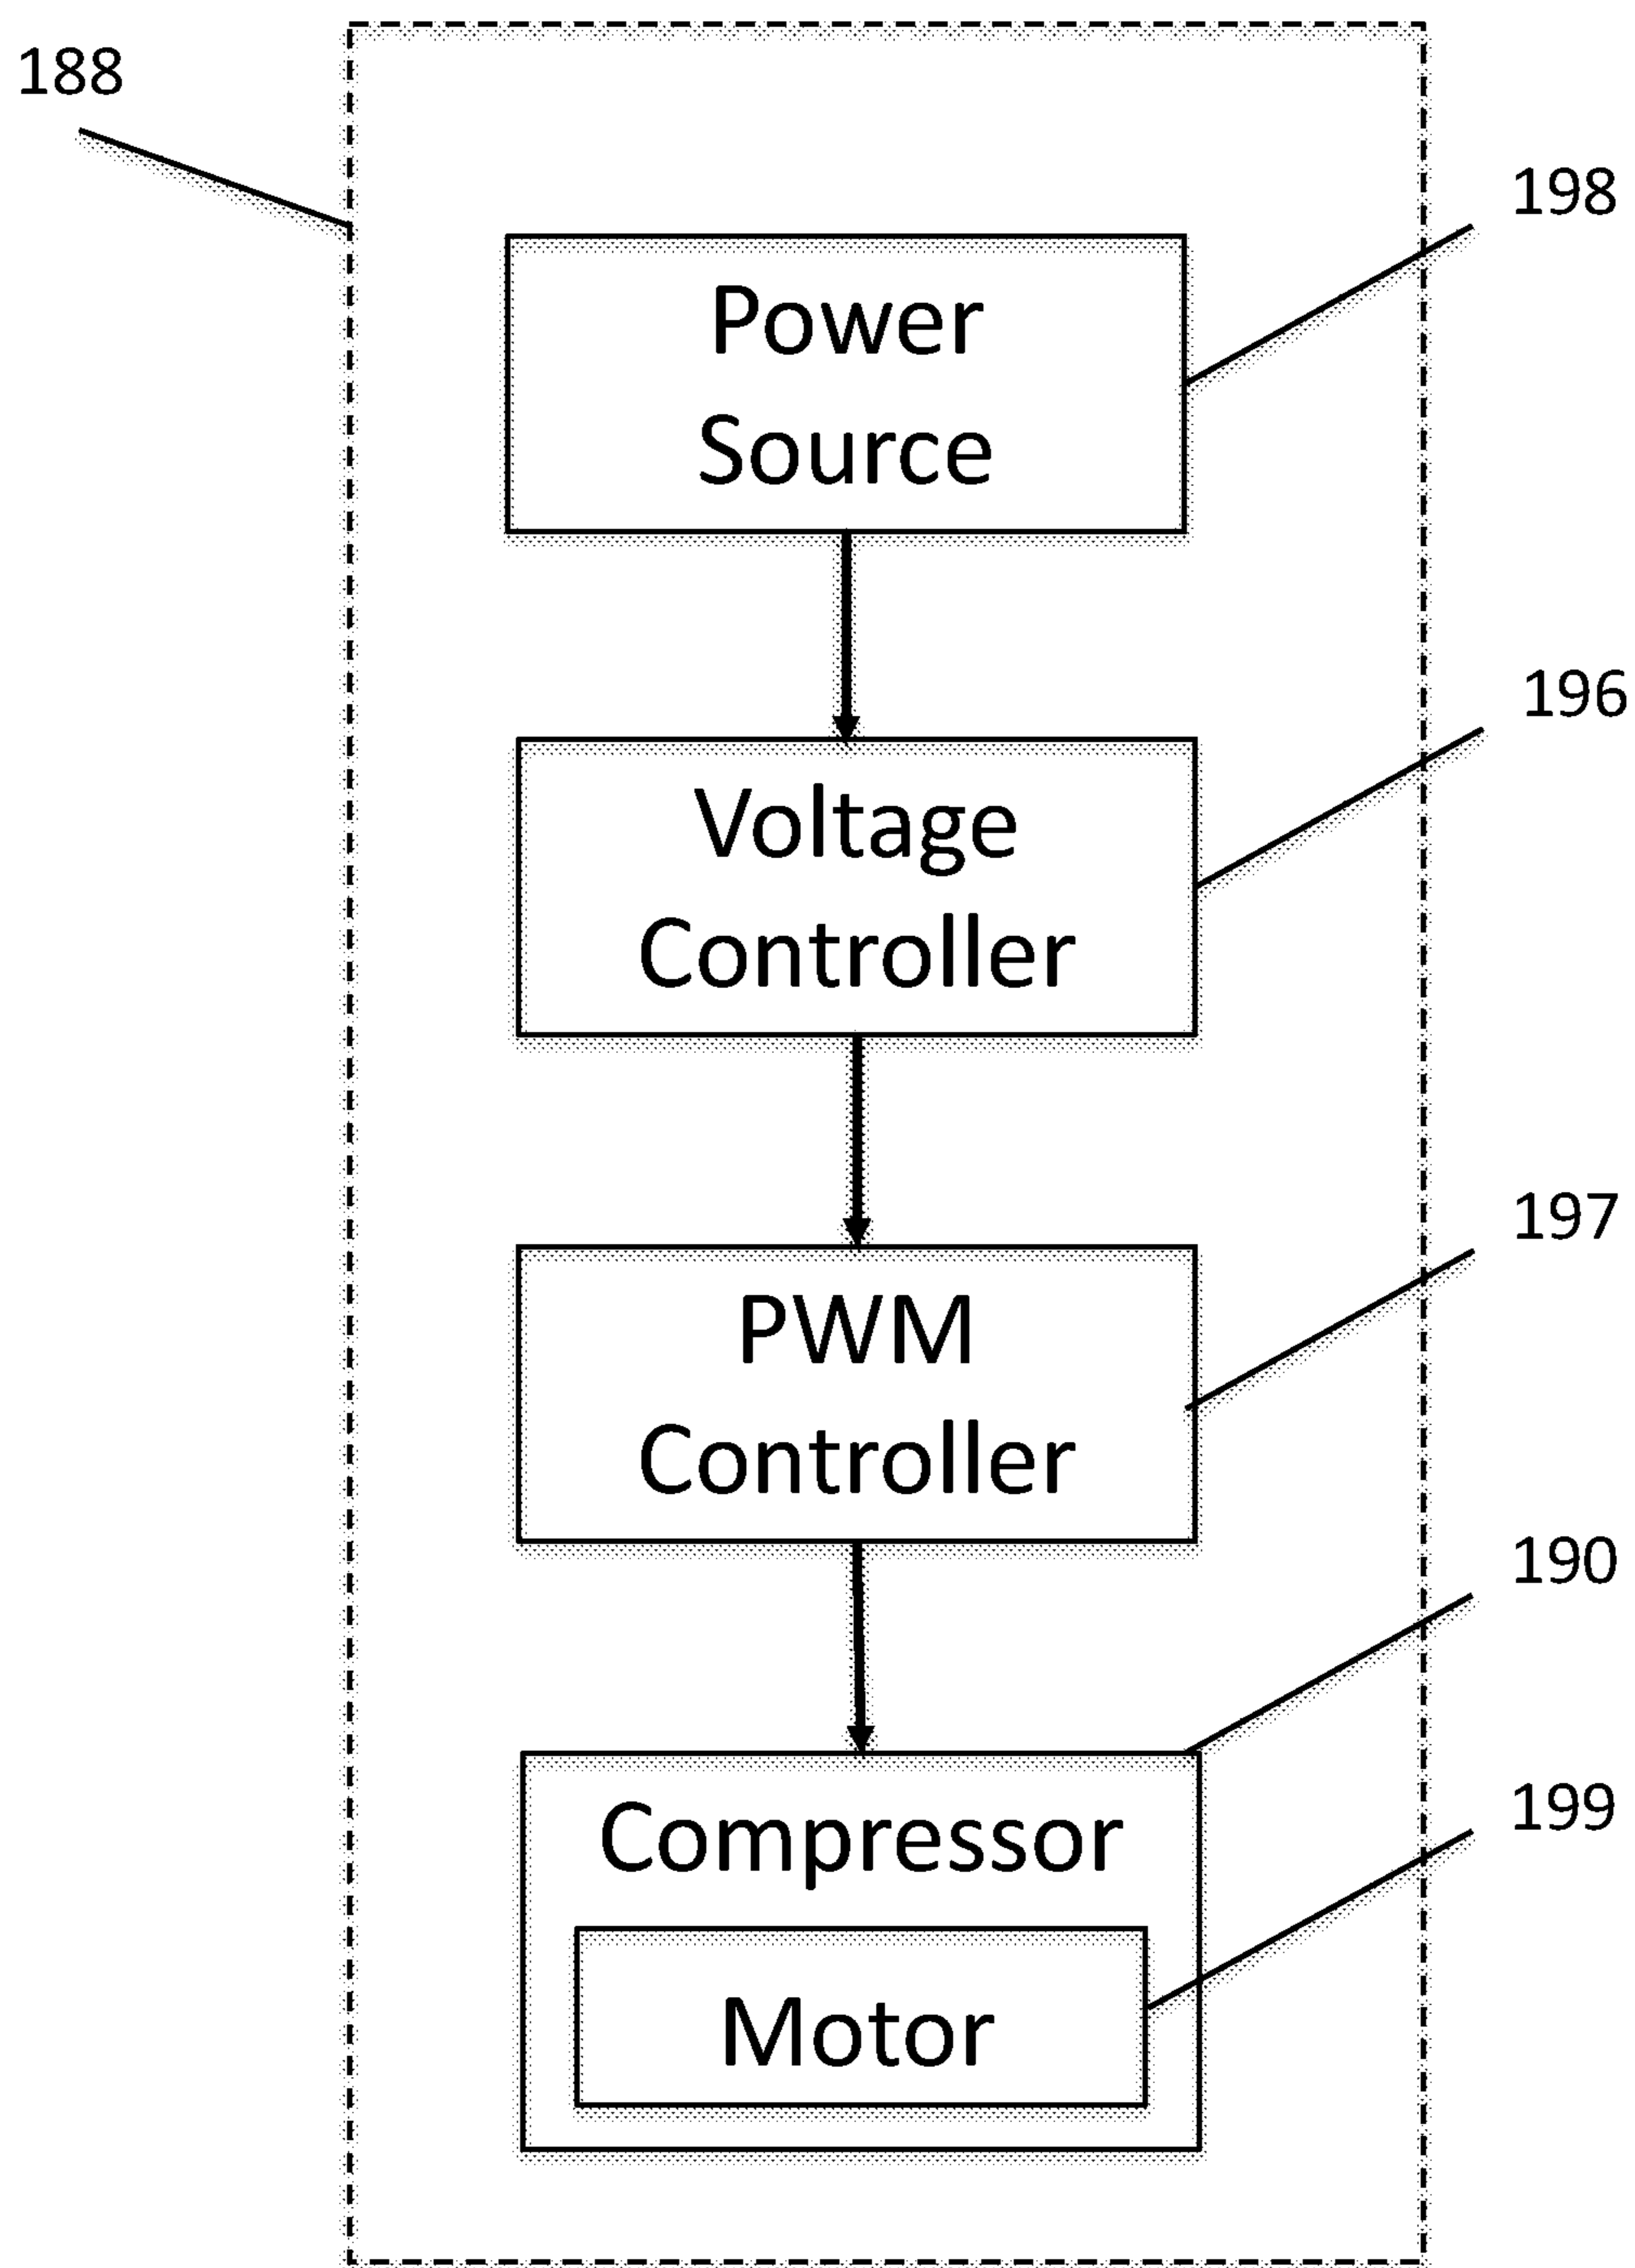 188
198
Power
Source
196
Voltage
Controller
197
PWM
Controller
190
Compressor
199
Motor